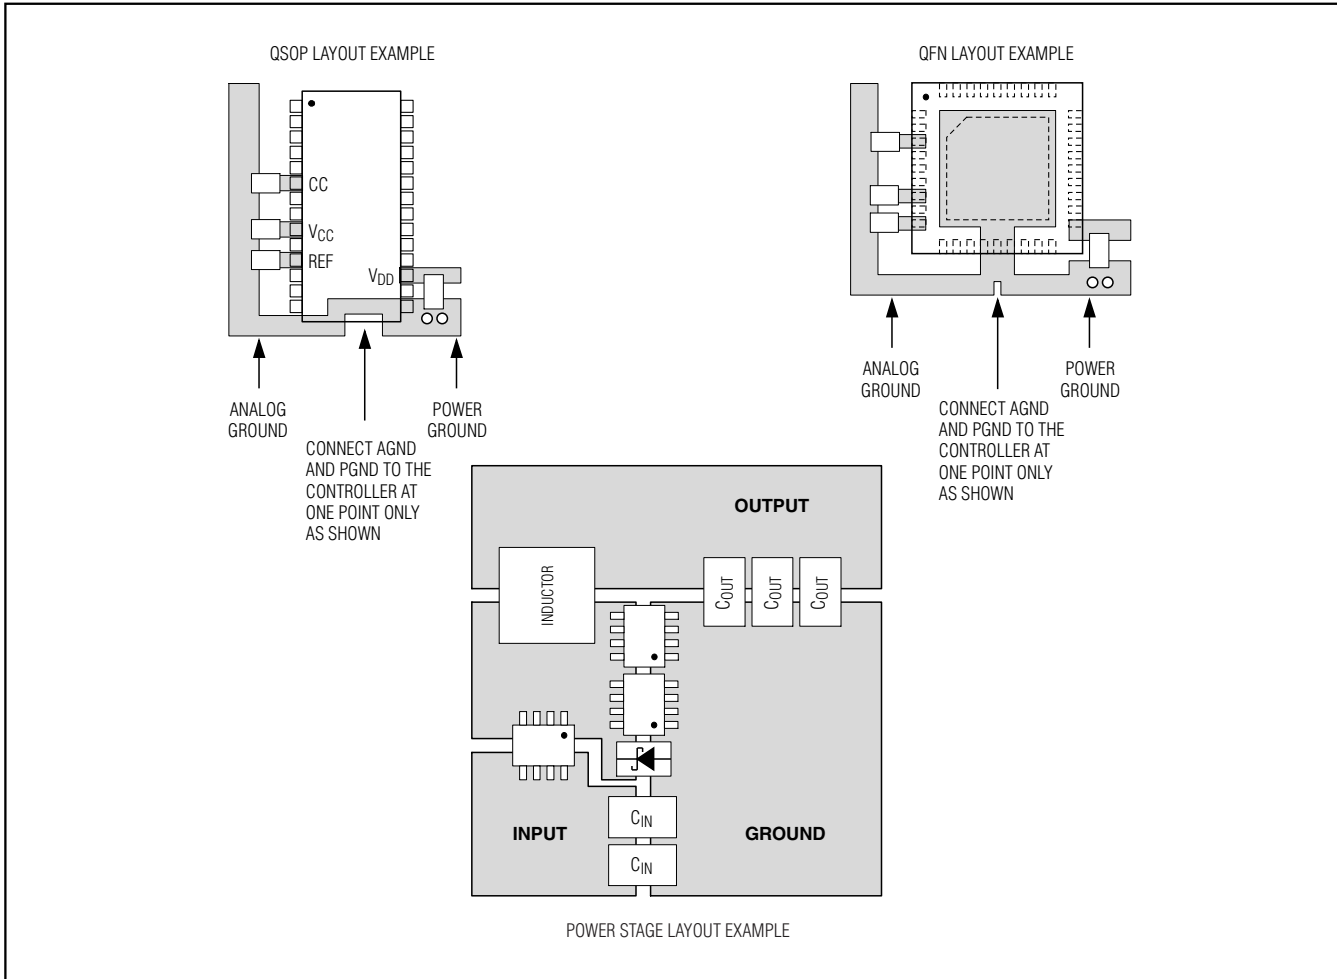 QSOP LAYOUT EXAMPLE
CC
VCC
REF
VDD
ANALOG
GROUND
POWER
GROUND
CONNECT AGND
AND PGND TO THE
CONTROLLER AT
ONE POINT ONLY
AS SHOWN
QFN LAYOUT EXAMPLE
ANALOG
GROUND
POWER
GROUND
CONNECT AGND
AND PGND TO THE
CONTROLLER AT
ONE POINT ONLY
AS SHOWN
OUTPUT
INDUCTOR
COUT
COUT
COUT
INPUT
CIN
CIN
GROUND
POWER STAGE LAYOUT EXAMPLE